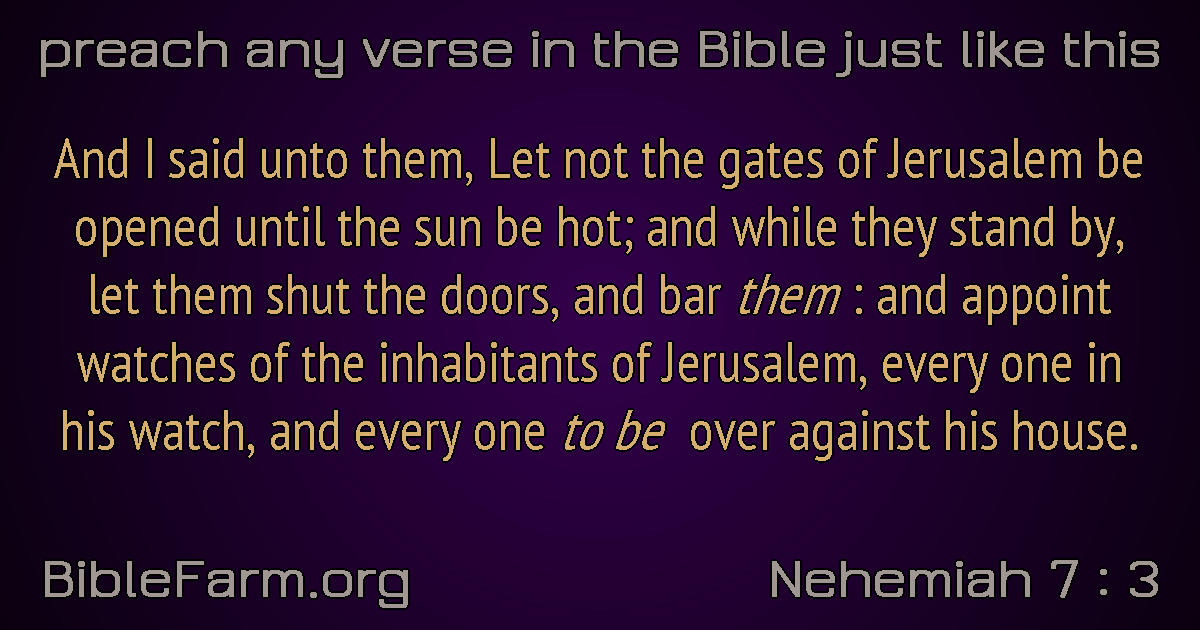 preach any verse in the Bible just like this
And I said unto them, Let not the gates of Jerusalem be
opened until the sun be hot; and while they stand by,
let them shut the doors, and bar them : and appoint
watches of the inhabitants of Jerusalem, every one in
his watch, and every one to be over against his house.
BibleFarm.org
Nehemiah 7 : 3